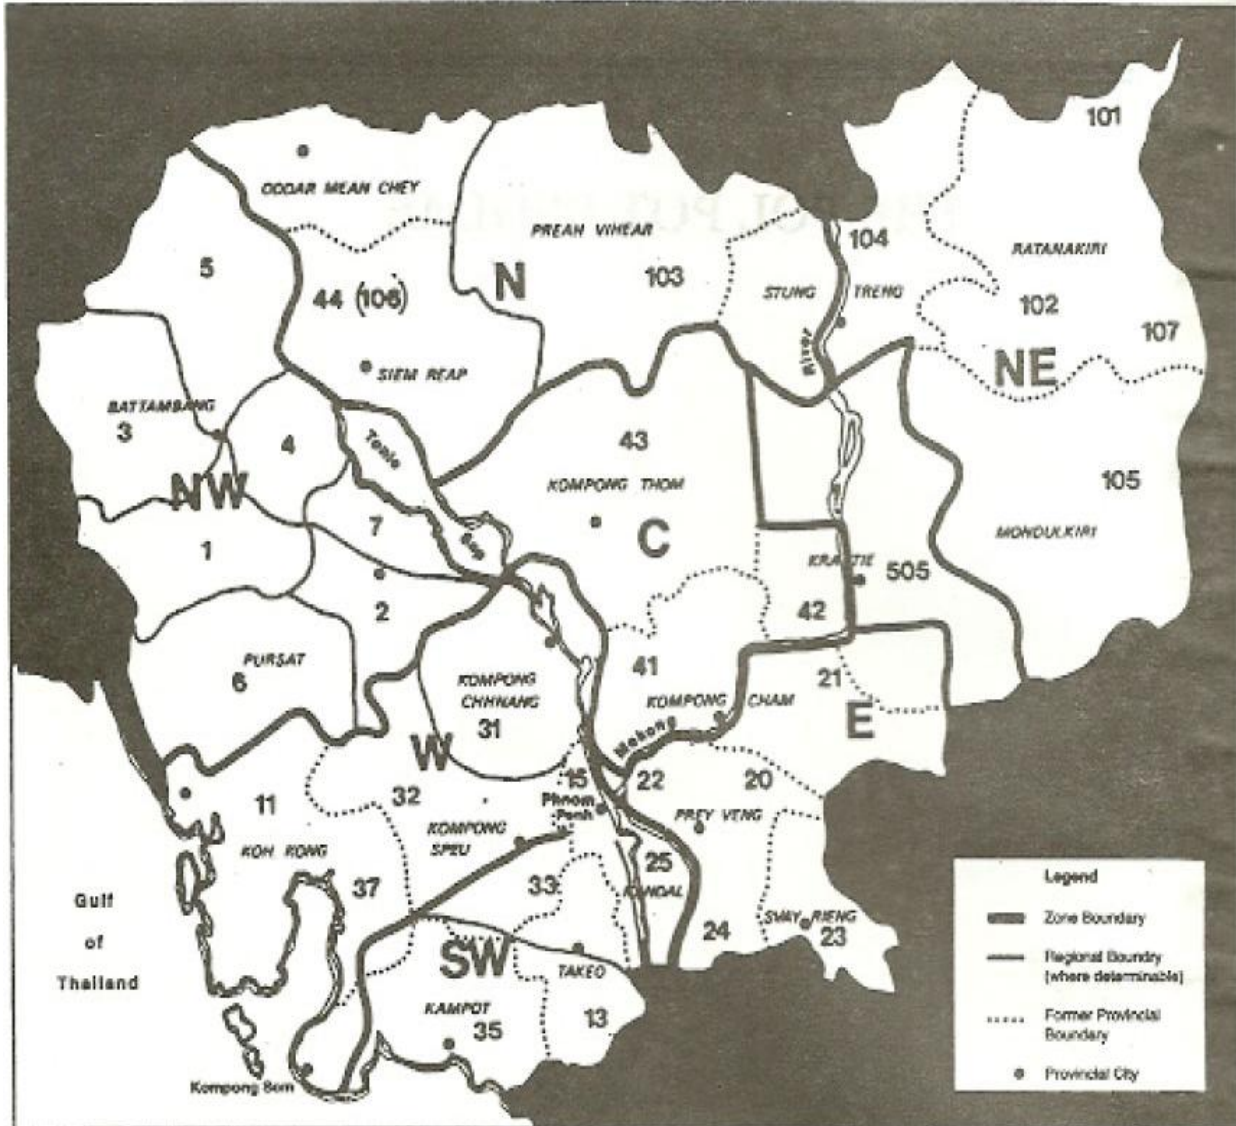 101
ODDAR MEAN CHEY
PREAH VIHEAR
104
RATANAKIRI
5
N
103
STUNG
TRENG
44 (106)
102
107
River
NE
SIEM REAP
BATTAMBANG
3
4
Tonle
43
KOMPONG THOM
105
NW
MONDULKIRI
1
7
Sap
C
KRATIE
505
2
42
PURSAT
6
KOMPONG
CHHNANG
31
41
KOMPONG CHAM
21
E
W
Mekong
32
15
22
20
Phnom
Penh
11
KOMPONG
SPEU
PREY VENG
KOH KONG
37
33
25
KANDAL
SVAY RIENG
23
24
Gulf
of
Thailand
SW
TAKEO
KAMPOT
35
13
Kompong Som
Legend
Zone Boundary
Regional Boundry
(where determinable)
Former Provincial
Boundary
Provincial City